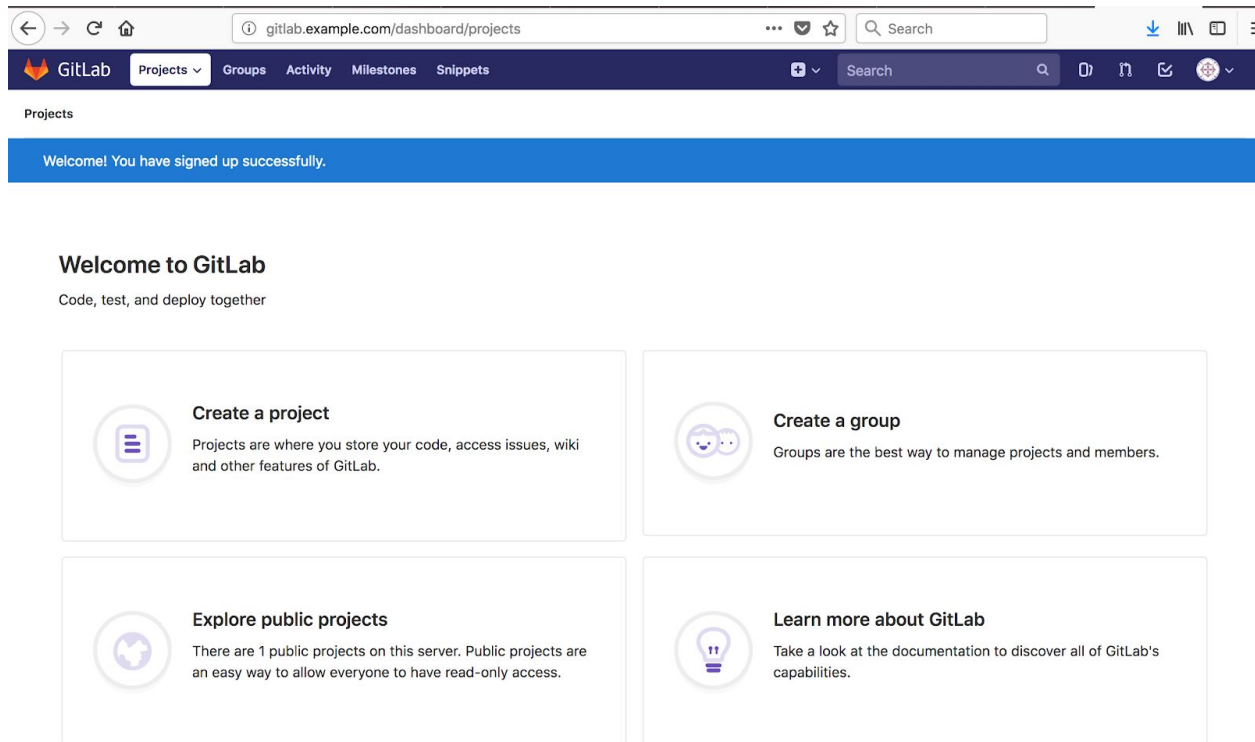 gitlab.example.com/dashboard/projects
Search
GitLab Projects Groups Activity Milestones Snippets Search
Projects
Welcome! You have signed up successfully.
Welcome to GitLab
Code, test, and deploy together
Create a project
Projects are where you store your code, access issues, wiki
and other features of GitLab.
Create a group
Groups are the best way to manage projects and members.
Explore public projects
There are 1 public projects on this server. Public projects are
an easy way to allow everyone to have read-only access.
Learn more about GitLab
Take a look at the documentation to discover all of GitLab's
capabilities.